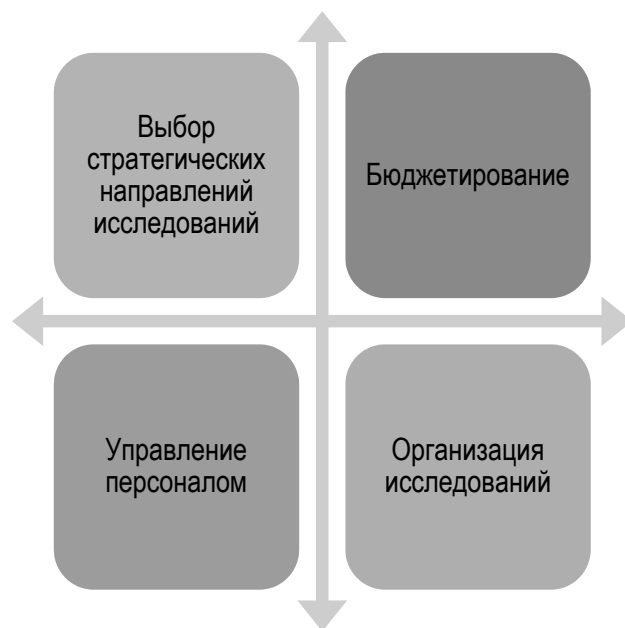 Выбор
стратегических
направлений
исследований
Бюджетирование
Управление
персоналом
Организация
исследований